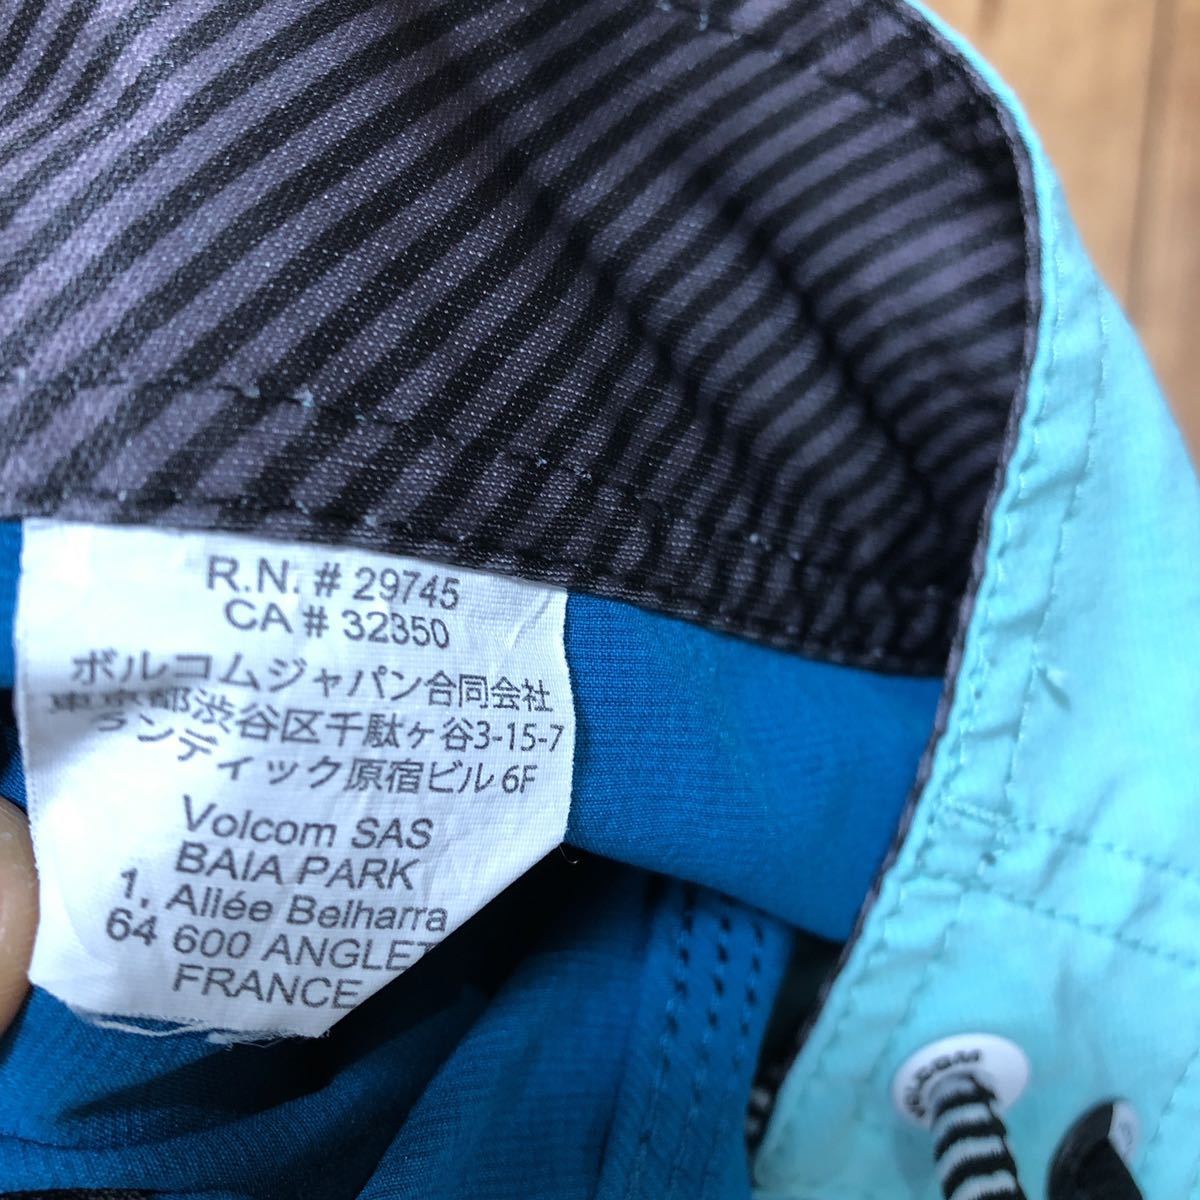 R.N. # 29745
CA # 32350
ボルコムジャパン合同会社
東京都渋谷区千駄ヶ谷3-15-7
ランディック原宿ビル 6F
Volcom SAS
BAIA PARK
1, Allée Belharra
64 600 ANGLET
FRANCE